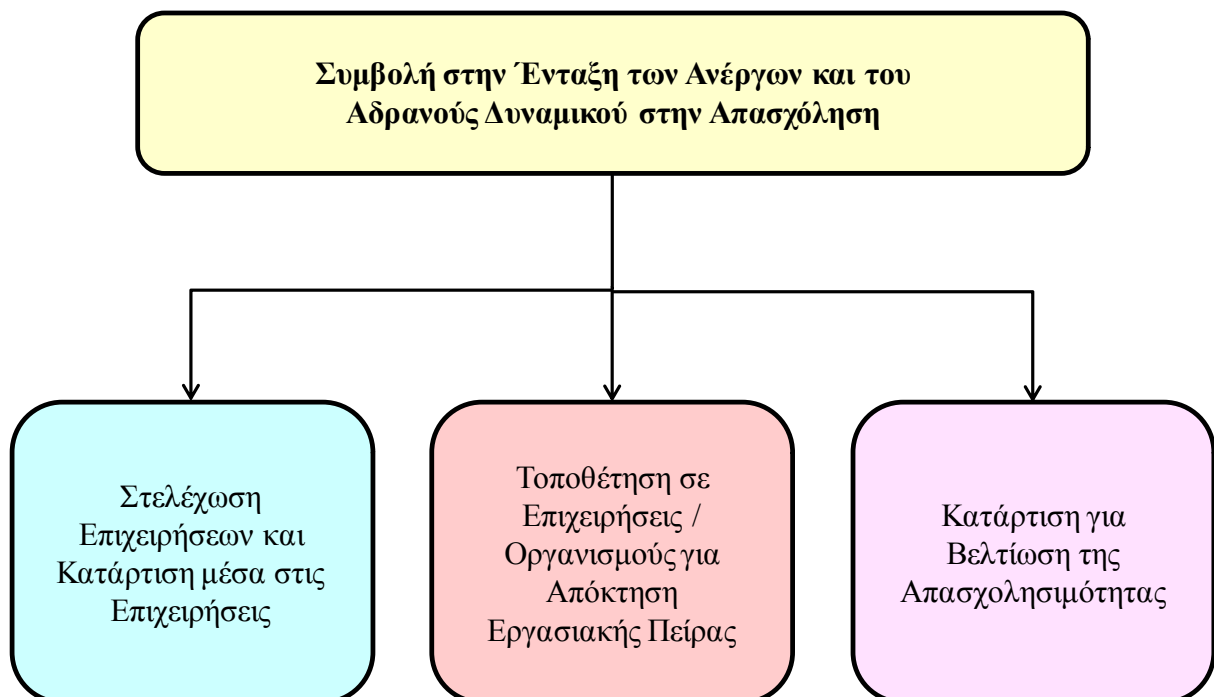 Συμβολή στην Ένταξη των Ανέργων και του
Αδρανούς Δυναμικού στην Απασχόληση
Στελέχωση
Επιχειρήσεων και
Κατάρτιση μέσα στις
Επιχειρήσεις
Τοποθέτηση σε
Επιχειρήσεις /
Οργανισμούς για
Απόκτηση
Εργασιακής Πείρας
Κατάρτιση για
Βελτίωση της
Απασχολησιμότητας